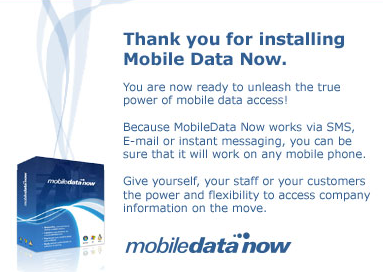 Thank you for installing
Mobile Data Now.
You are now ready to unleash the true
power of mobile data access!
Because MobileData Now works via SMS,
E-mail or instant messaging, you can be
sure that it will work on any mobile phone.
Give yourself, your staff or your customers
the power and flexibility to access company
information on the move.
mobiledatanow
mobiledatanow